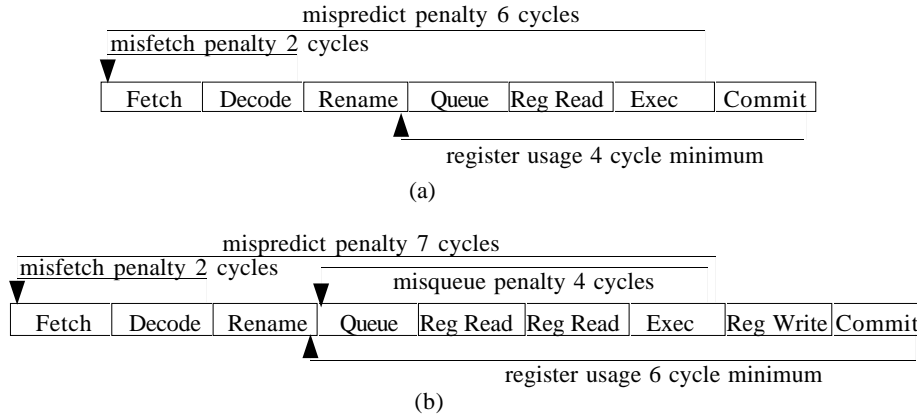 mispredict penalty 6 cycles
misfetch penalty 2 cycles
Fetch Decode Rename Queue Reg Read Exec Commit
register usage 4 cycle minimum
(a)
mispredict penalty 7 cycles
misfetch penalty 2 cycles
misqueue penalty 4 cycles
Fetch Decode Rename Queue Reg Read Reg Read Exec Reg Write Commit
register usage 6 cycle minimum
(b)